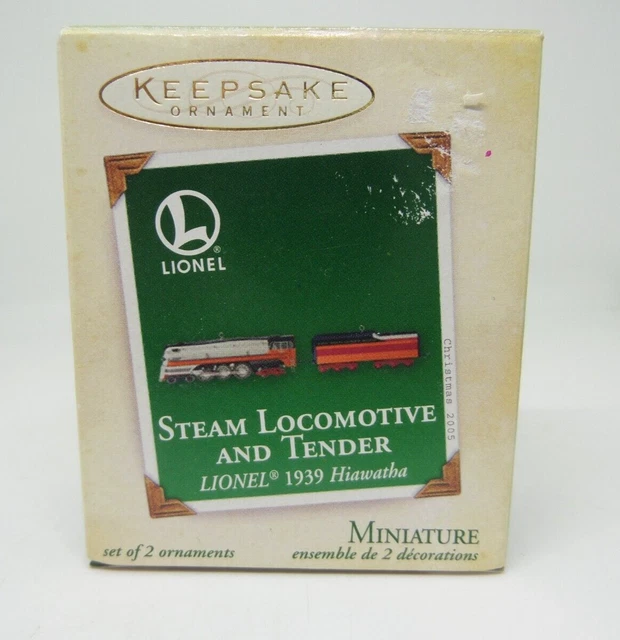 KEEPSAKE
ORNAMENT
L
®
LIONEL
Christmas 2005
STEAM LOCOMOTIVE
AND TENDER
LIONEL® 1939 Hiawatha
MINIATURE
set of 2 ornaments
ensemble de 2 décorations